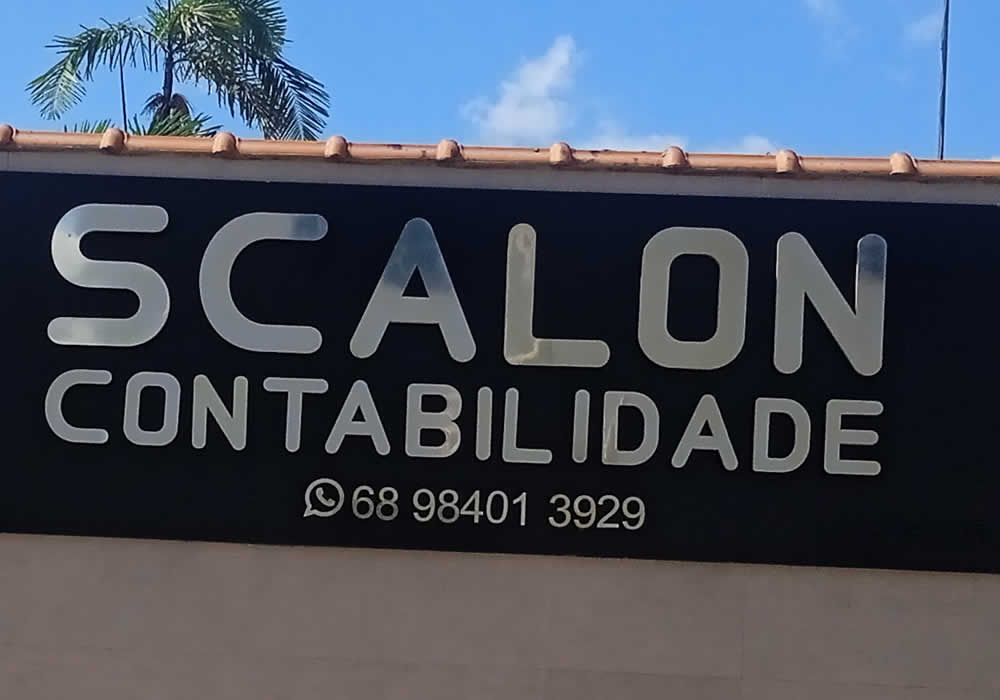 SCALON
CONTABILIDADE
68 98401 3929